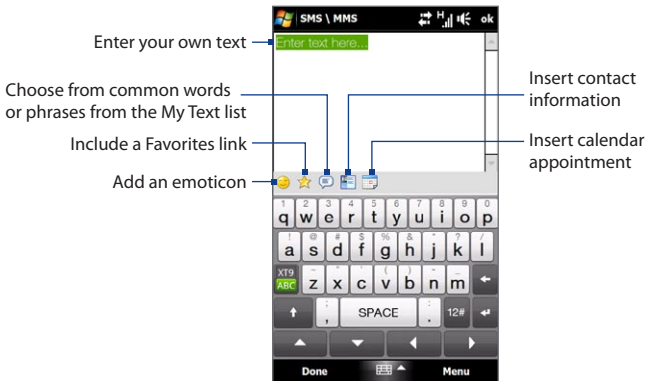 SMS \ MMS H ok
Enter your own text
Enter text here...
Choose from common words
or phrases from the My Text list
Insert contact
information
Include a Favorites link
Insert calendar
appointment
Add an emoticon
1 2 3 4 5 6 7 8 9 0
q w e r t y u i o p
! @ # $ % & ? /
a s d f g h j k l
XT9 ~ ( ) - _
ABC z x c v b n m
, SPACE . 12#
Done Menu